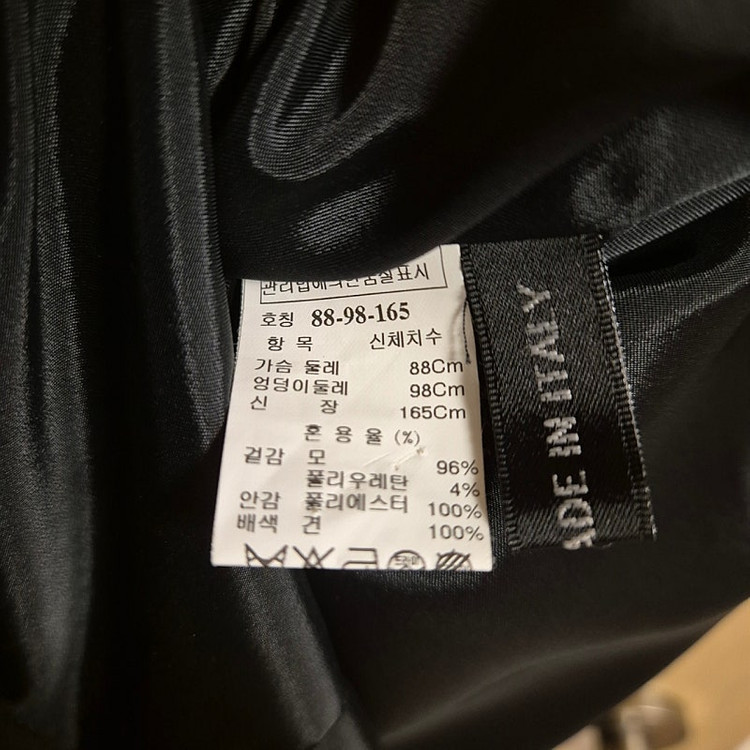 관리법에의한품질표시
호칭 88-98-165
항 목 신체치수
가슴 둘레 88Cm
엉덩이둘레 98Cm
신 장 165Cm
혼 용 율 (%)
겉감 모 96%
폴리우레탄 4%
안감 폴리에스터 100%
배색 견 100%
ADE IN ITALY